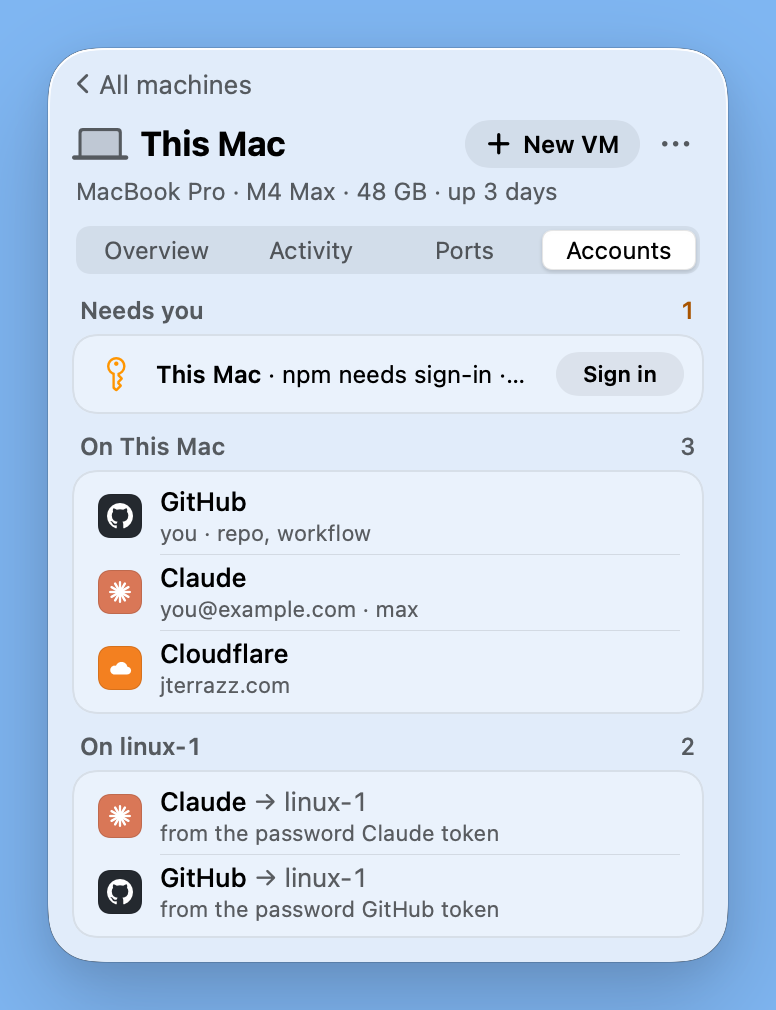 All machines
This Mac
New VM
MacBook Pro · M4 Max · 48 GB · up 3 days
Overview
Activity
Ports
Accounts
Needs you
1
This Mac · npm needs sign-in ·…
Sign in
On This Mac
3
GitHub
you · repo, workflow
Claude
you@example.com · max
Cloudflare
jterrazz.com
On linux-1
2
Claude → linux-1
from the password Claude token
GitHub → linux-1
from the password GitHub token